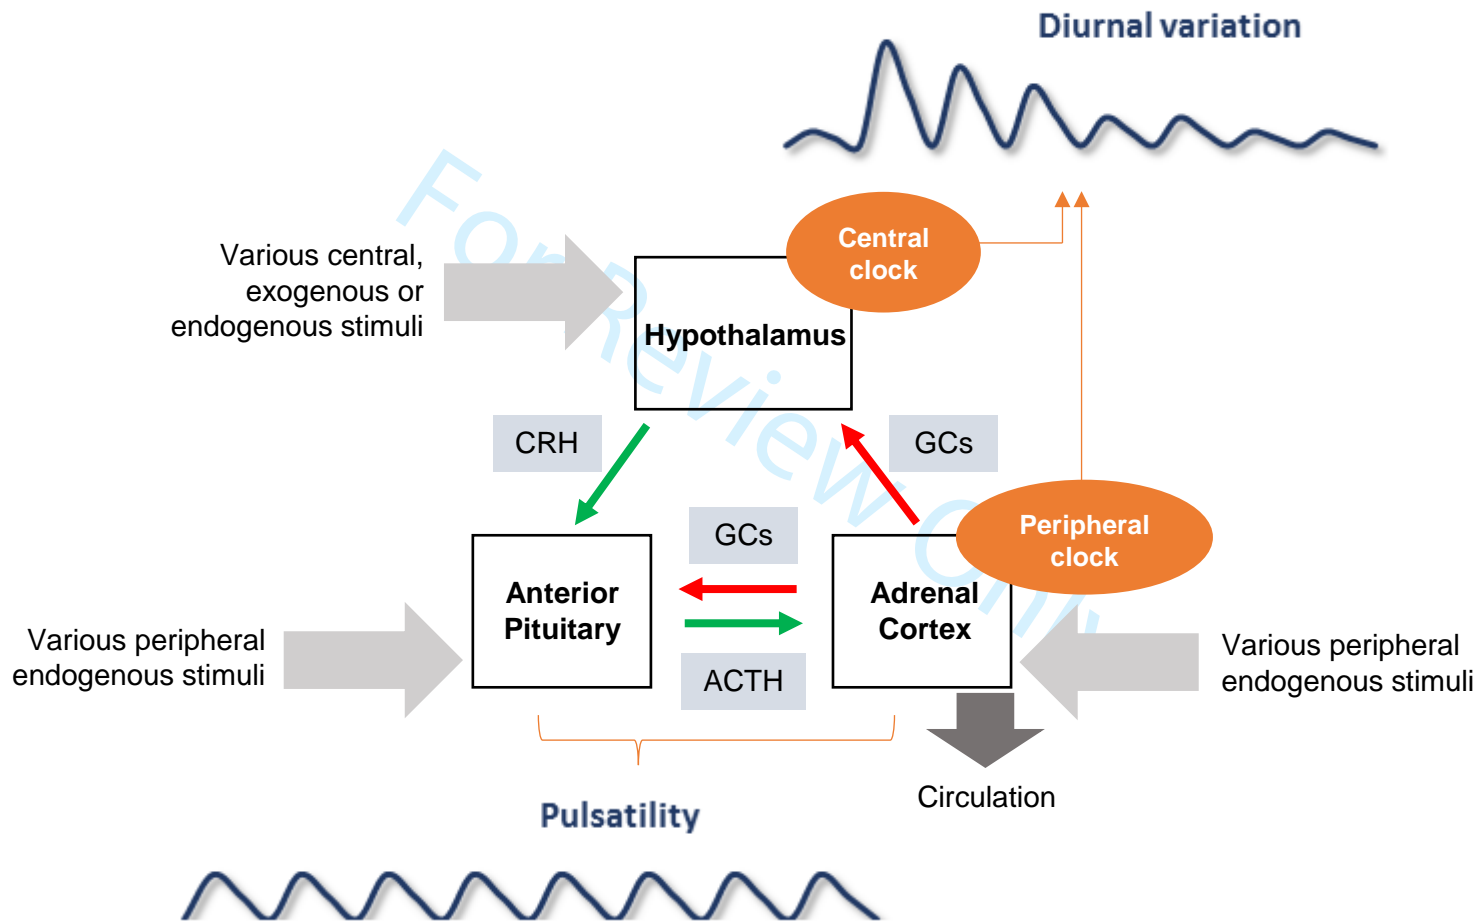 Diurnal variation
Central
clock
Various central,
exogenous or
endogenous stimuli
Hypothalamus
CRH
GCs
GCs
Peripheral
clock
Anterior
Pituitary
Adrenal
Cortex
Various peripheral
endogenous stimuli
ACTH
Various peripheral
endogenous stimuli
Circulation
Pulsatility
For Review Only